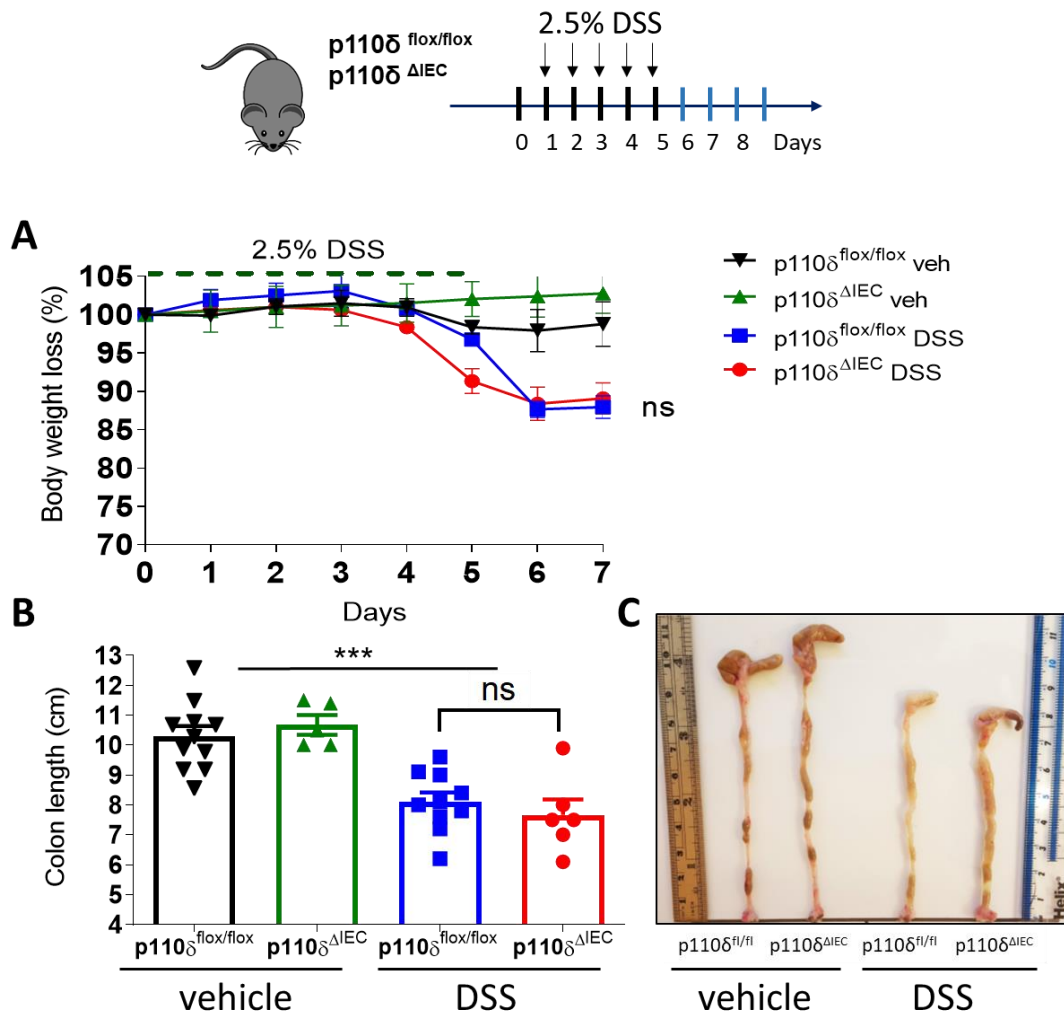 2.5% DSS
p110δ flox/flox
p110δ ΔIEC
0 1 2 3 4 5 6 7 8 Days
A
2.5% DSS
105
100
95
90
85
80
75
70
Body weight loss (%)
0 1 2 3 4 5 6 7
Days
ns
p110δflox/flox veh
p110δΔIEC veh
p110δflox/flox DSS
p110δΔIEC DSS
B
13
12
11
10
9
8
7
6
5
4
Colon length (cm)
***
ns
p110δflox/flox p110δΔIEC p110δflox/flox p110δΔIEC
vehicle DSS
C
Helix
p110δfl/fl p110δΔIEC p110δfl/fl p110δΔIEC
vehicle DSS